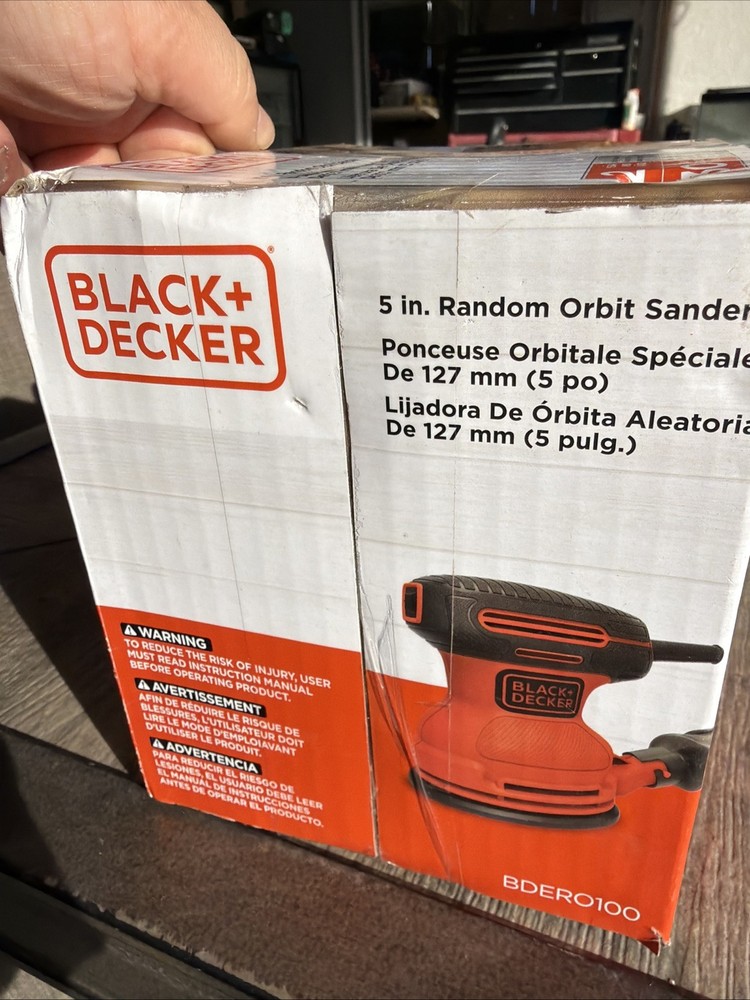 BLACK+
DECKER
5 in. Random Orbit Sander
Ponceuse Orbitale Spéciale
De 127 mm (5 po)
Lijadora De Órbita Aleatoria
De 127 mm (5 pulg.)
WARNING
TO REDUCE THE RISK OF INJURY, USER
MUST READ INSTRUCTION MANUAL
BEFORE OPERATING PRODUCT.
AVERTISSEMENT
AFIN DE RÉDUIRE LE RISQUE DE
BLESSURES, L'UTILISATEUR DOIT
LIRE LE MODE D'EMPLOIAVANT
D'UTILISER LE PRODUIT.
ADVERTENCIA
PARA REDUCIR EL RIESGO DE
LESIONES, EL USUARIO DEBE LEER
EL MANUAL DE INSTRUCCIONES
ANTES DE OPERAR EL PRODUCTO.
BLACK+
DECKER
BDERO100